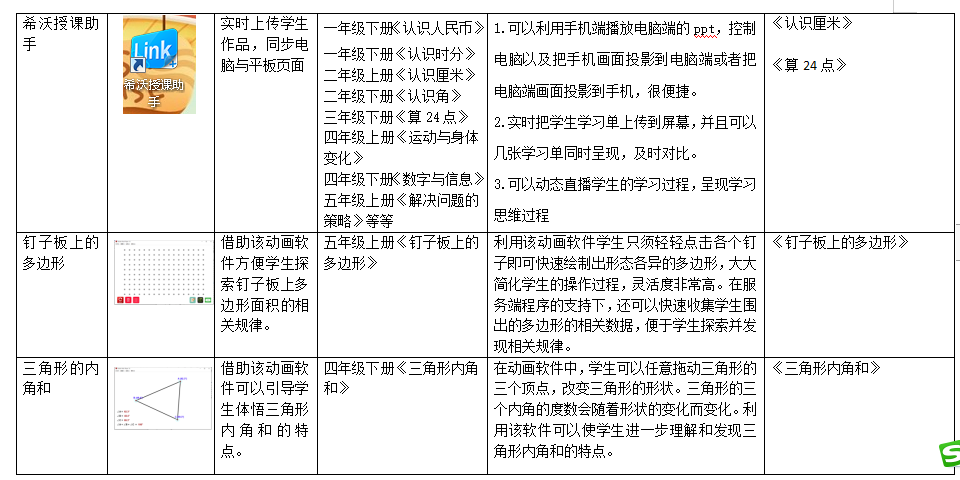 希沃授课助
手
Link
希沃授课助
手
实时上传学生
作品，同步电
脑与平板页面
一年级下册《认识人民币》
一年级下册《认识时分》
二年级上册《认识厘米》
二年级下册《认识角》
三年级下册《算24点》
四年级上册《运动与身体
变化》
四年级下册《数字与信息》
五年级上册《解决问题的
策略》等等
1.可以利用手机端播放电脑端的ppt，控制
电脑以及把手机画面投影到电脑端或者把
电脑端画面投影到手机，很便捷。
2.实时把学生学习单上传到屏幕，并且可以
几张学习单同时呈现，及时对比。
3.可以动态直播学生的学习过程，呈现学习
思维过程
《认识厘米》
《算24点》
钉子板上的
多边形
借助该动画软
件方便学生探
索钉子板上多
边形面积的相
关规律。
五年级上册《钉子板上的
多边形》
利用该动画软件学生只须轻轻点击各个钉
子即可快速绘制出形态各异的多边形，大大
简化学生的操作过程，灵活度非常高。在服
务端程序的支持下，还可以快速收集学生围
出的多边形的相关数据，便于学生探索并发
现相关规律。
《钉子板上的多边形》
三角形的内
角和
借助该动画软
件可以引导学
生体悟三角形
内角和的特
点。
四年级下册《三角形内角
和》
在动画软件中，学生可以任意拖动三角形的
三个顶点，改变三角形的形状。三角形的三
个内角的度数会随着形状的变化而变化。利
用该软件可以使学生进一步理解和发现三
角形内角和的特点。
《三角形内角和》